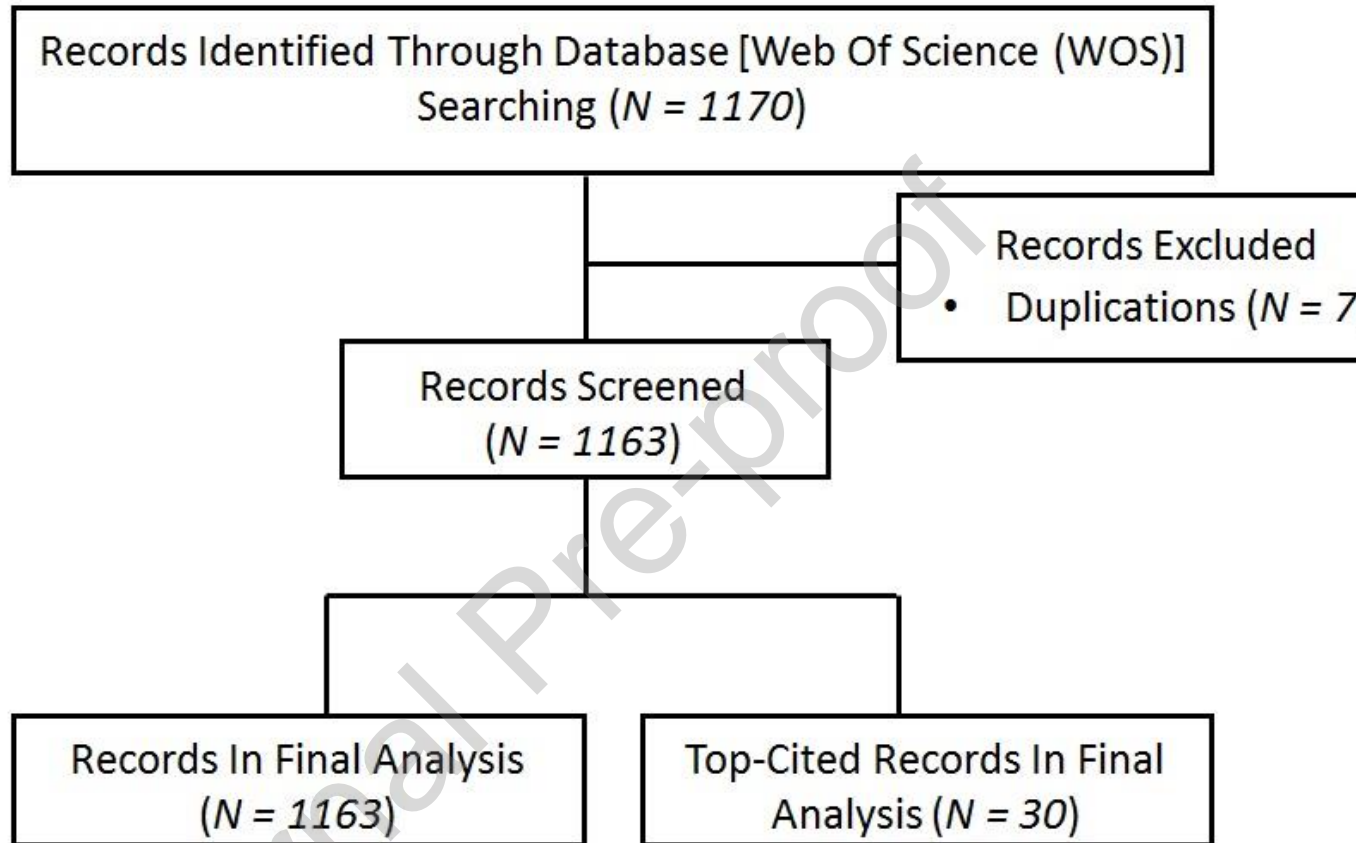 Records Identified Through Database [Web Of Science (WOS)]
Searching (N = 1170)
Records Excluded
• Duplications (N = 7
Records Screened
(N = 1163)
Records In Final Analysis
(N = 1163)
Top-Cited Records In Final
Analysis (N = 30)
rnal Pre-proof